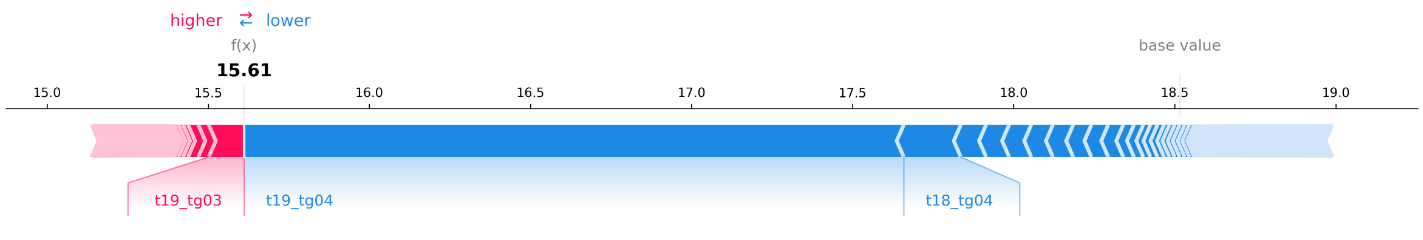 higher ⇄ lower
f(x) base value
15.61
15.0 15.5 16.0 16.5 17.0 17.5 18.0 18.5 19.0
t19_tg03 t19_tg04 t18_tg04